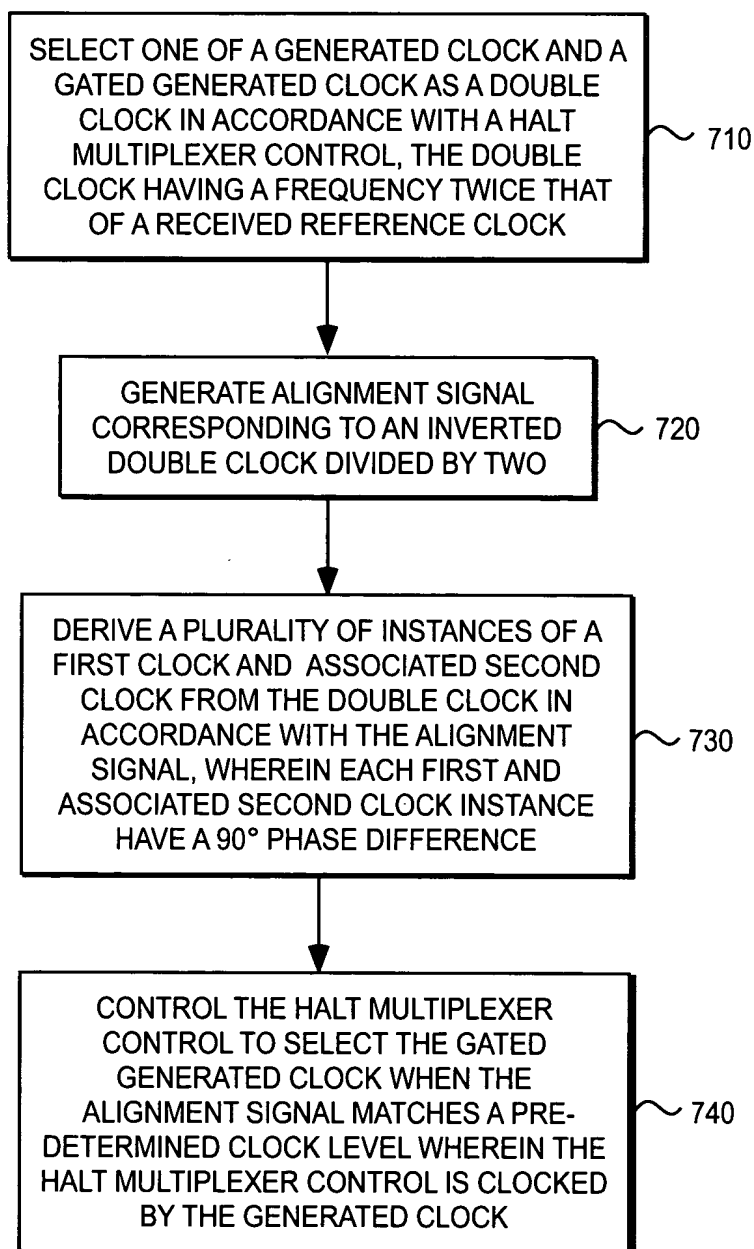 SELECT ONE OF A GENERATED CLOCK AND A
GATED GENERATED CLOCK AS A DOUBLE
CLOCK IN ACCORDANCE WITH A HALT
MULTIPLEXER CONTROL, THE DOUBLE
CLOCK HAVING A FREQUENCY TWICE THAT
OF A RECEIVED REFERENCE CLOCK
710
GENERATE ALIGNMENT SIGNAL
CORRESPONDING TO AN INVERTED
DOUBLE CLOCK DIVIDED BY TWO
720
DERIVE A PLURALITY OF INSTANCES OF A
FIRST CLOCK AND ASSOCIATED SECOND
CLOCK FROM THE DOUBLE CLOCK IN
ACCORDANCE WITH THE ALIGNMENT
SIGNAL, WHEREIN EACH FIRST AND
ASSOCIATED SECOND CLOCK INSTANCE
HAVE A 90° PHASE DIFFERENCE
730
CONTROL THE HALT MULTIPLEXER
CONTROL TO SELECT THE GATED
GENERATED CLOCK WHEN THE
ALIGNMENT SIGNAL MATCHES A PRE-
DETERMINED CLOCK LEVEL WHEREIN THE
HALT MULTIPLEXER CONTROL IS CLOCKED
BY THE GENERATED CLOCK
740